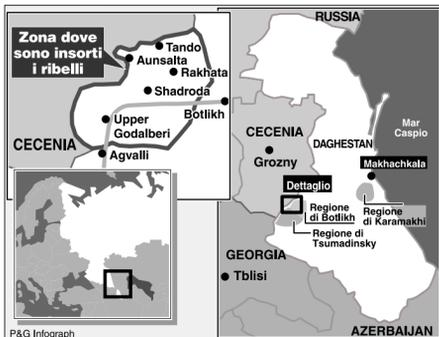 Zona dove
sono insorti
i ribelli
Tando
Aunsalta
Rakhata
Shadroda
Botlikh
Upper
Godalberi
CECENIA
Agvalli
RUSSIA
Mar
Caspio
CECENIA
Grozny
DAGHESTAN
Makhachkala
Dettaglio
Regione
di Botlikh
Regione
di Karamakhi
Regione di
Tsumadinsky
GEORGIA
Tblisi
AZERBAIJAN
P&G Infograph